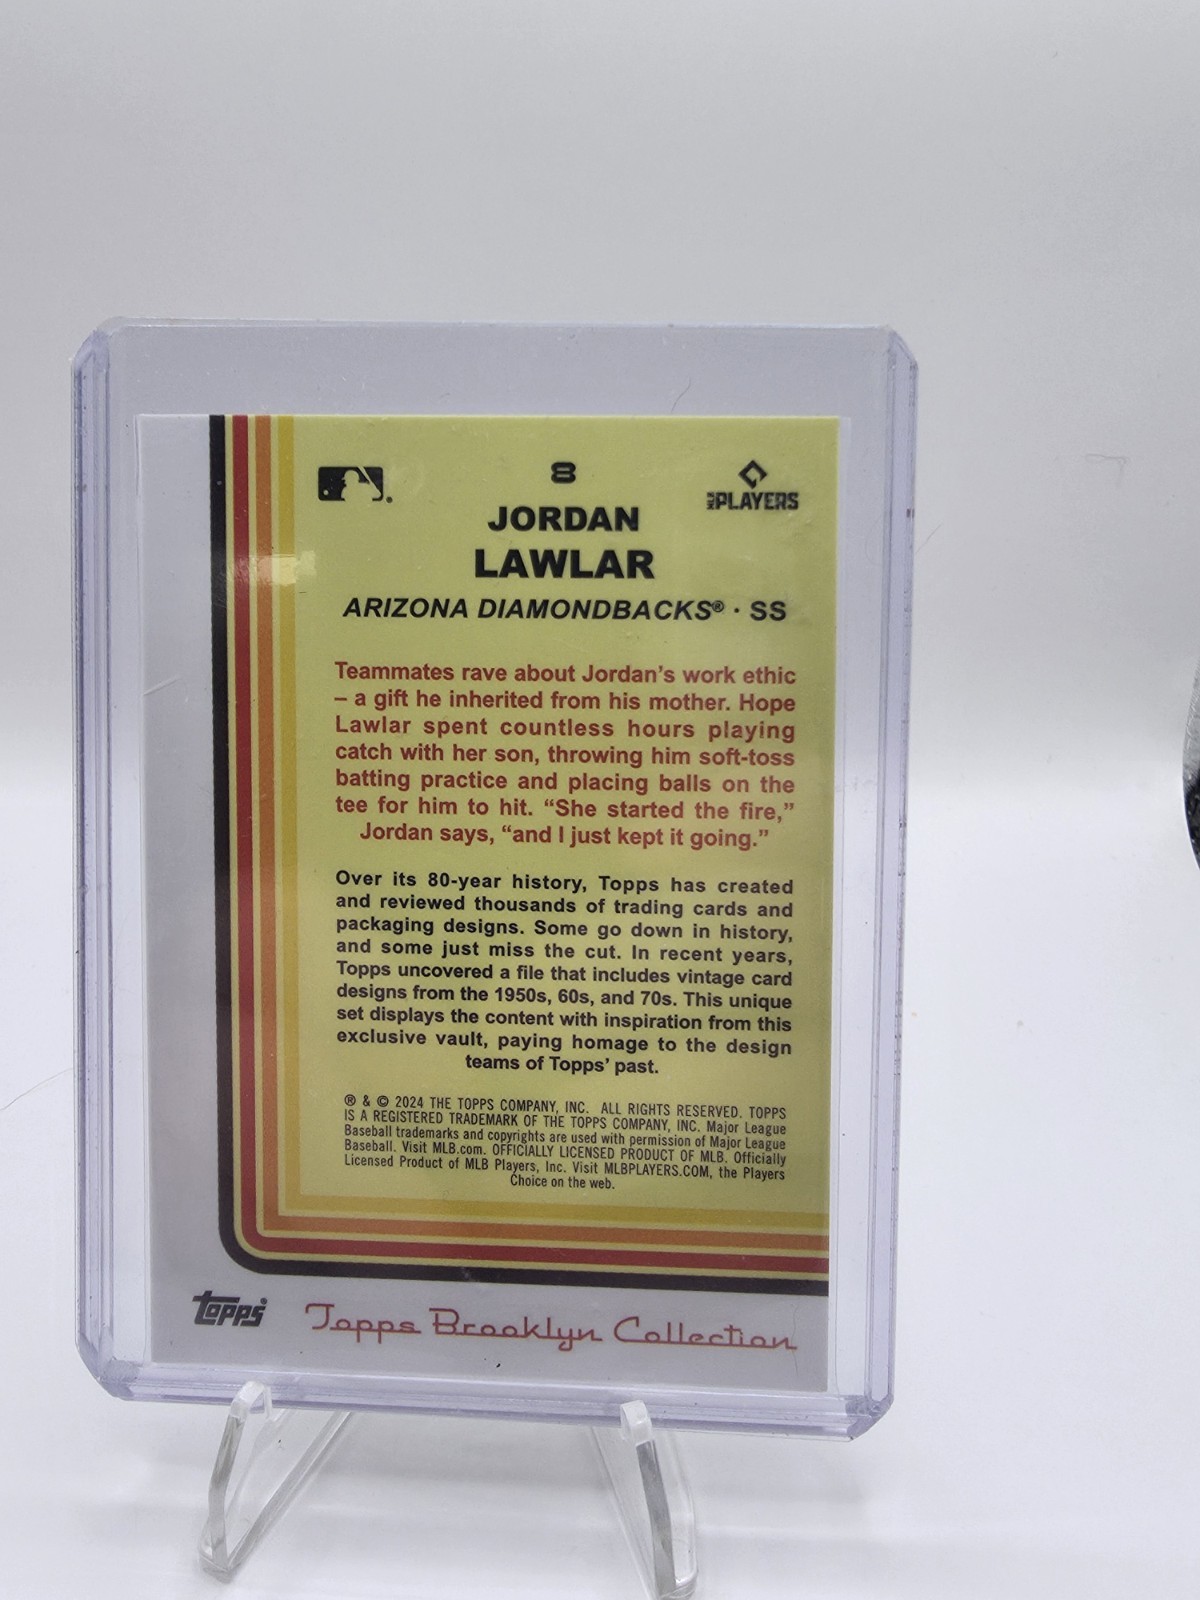 8
JORDAN
LAWLAR
PLAYERS
ARIZONA DIAMONDBACKS® · SS
Teammates rave about Jordan's work ethic
– a gift he inherited from his mother. Hope
Lawlar spent countless hours playing
catch with her son, throwing him soft-toss
batting practice and placing balls on the
tee for him to hit. “She started the fire,”
Jordan says, “and I just kept it going.”
Over its 80-year history, Topps has created
and reviewed thousands of trading cards and
packaging designs. Some go down in history,
and some just miss the cut. In recent years,
Topps uncovered a file that includes vintage card
designs from the 1950s, 60s, and 70s. This unique
set displays the content with inspiration from this
exclusive vault, paying homage to the design
teams of Topps' past.
® & © 2024 THE TOPPS COMPANY, INC. ALL RIGHTS RESERVED. TOPPS
IS A REGISTERED TRADEMARK OF THE TOPPS COMPANY, INC. Major League
Baseball trademarks and copyrights are used with permission of Major League
Baseball. Visit MLB.com. OFFICIALLY LICENSED PRODUCT OF MLB. Officially
Licensed Product of MLB Players, Inc. Visit MLBPLAYERS.COM, the Players
Choice on the web.
topps® Topps Brooklyn Collection